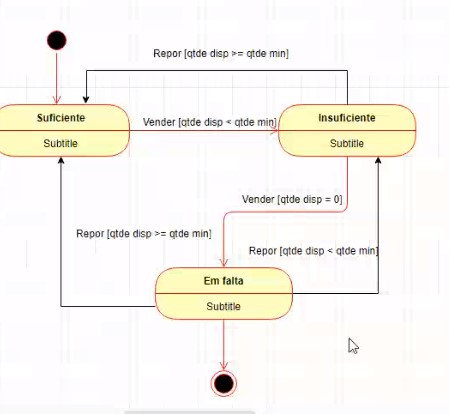 Repor [qtde disp >= qtde min]
Suficiente
Subtitle
Vender [qtde disp < qtde min]
Insuficiente
Subtitle
Vender [qtde disp = 0]
Repor [qtde disp >= qtde min]
Repor [qtde disp < qtde min]
Em falta
Subtitle